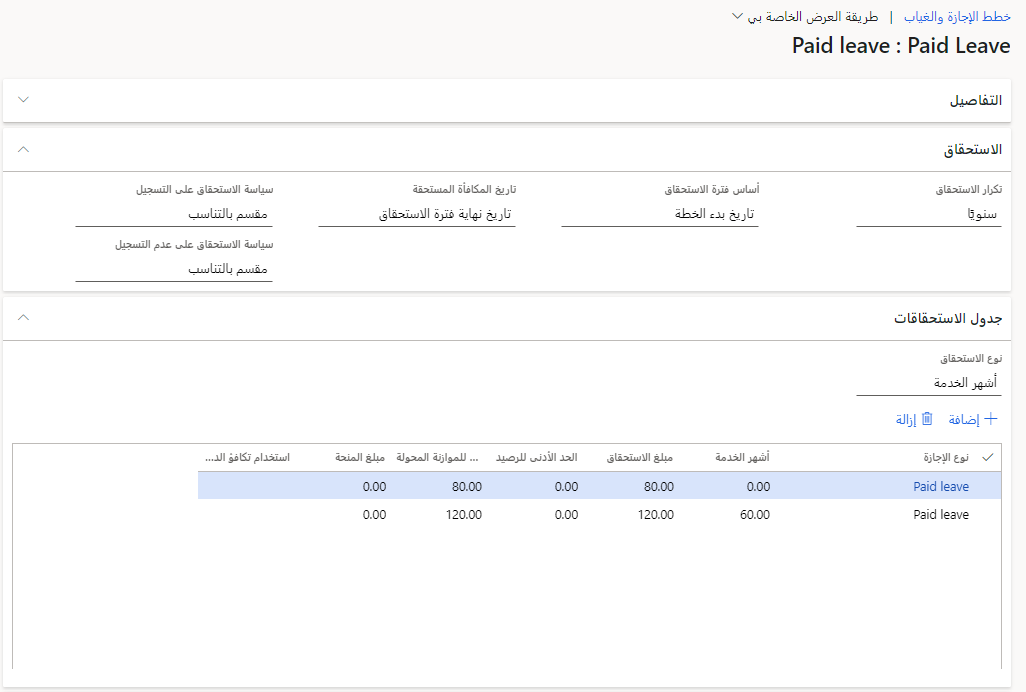 خطط الإجازة والغياب | طريقة العرض الخاصة بي
Paid leave : Paid Leave
التفاصيل
الاستحقاق
تكرار الاستحقاق
سنويًا
أساس فترة الاستحقاق
تاريخ بدء الخطة
تاريخ المكافأة المستحقة
تاريخ نهاية فترة الاستحقاق
سياسة الاستحقاق على التسجيل
مقسم بالتناسب
سياسة الاستحقاق على عدم التسجيل
مقسم بالتناسب
جدول الاستحقاقات
نوع الاستحقاق
أشهر الخدمة
إضافة إزالة
نوع الإجازة أشهر الخدمة مبلغ الاستحقاق الحد الأدنى للرصيد ... للموازنة المحولة مبلغ المنحة استخدام تكافؤ الد...
Paid leave 0.00 80.00 0.00 80.00 0.00
Paid leave 60.00 120.00 0.00 120.00 0.00